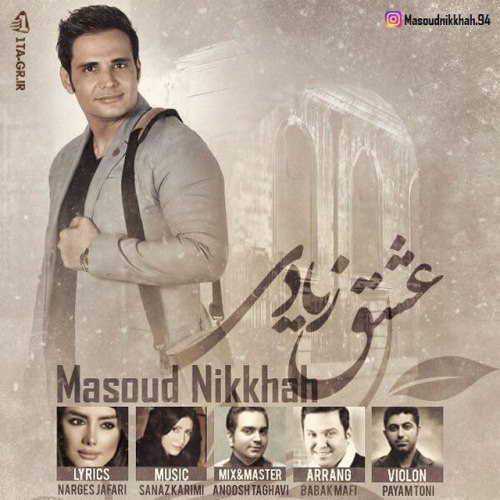 1TA-GR.IR
Masoudnikkhah.94
عشق زیادی
Masoud Nikkhah
LYRICS
NARGES JAFARI
MUSIC
SANAZ KARIMI
MIX&MASTER
ANOOSH TAGHAVI
ARRANG
BABAK MAFI
VIOLON
PAYAM TONI